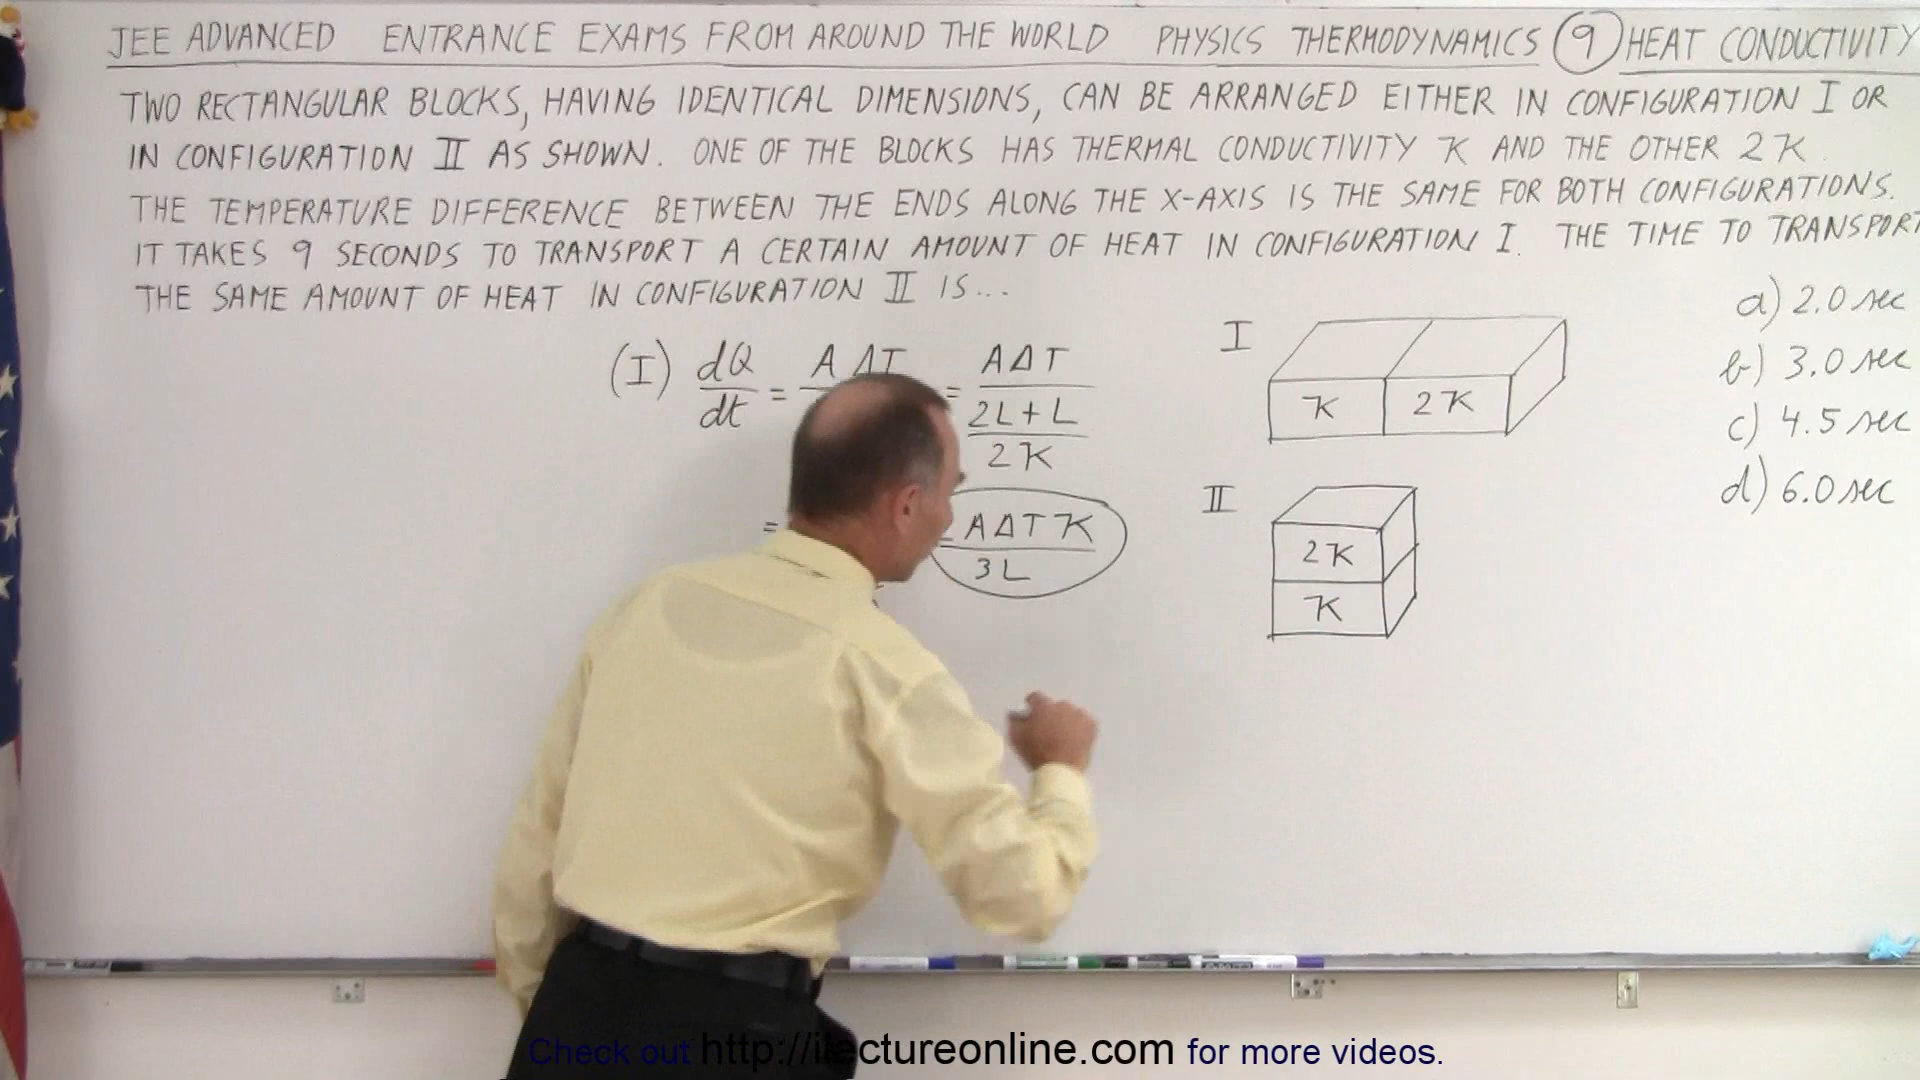 JEE ADVANCED ENTRANCE EXAMS FROM AROUND THE WORLD PHYSICS THERMODYNAMICS 9 HEAT CONDUCTIVITY
TWO RECTANGULAR BLOCKS, HAVING IDENTICAL DIMENSIONS, CAN BE ARRANGED EITHER IN CONFIGURATION I OR
IN CONFIGURATION II AS SHOWN. ONE OF THE BLOCKS HAS THERMAL CONDUCTIVITY K AND THE OTHER 2K.
THE TEMPERATURE DIFFERENCE BETWEEN THE ENDS ALONG THE X-AXIS IS THE SAME FOR BOTH CONFIGURATIONS.
IT TAKES 9 SECONDS TO TRANSPORT A CERTAIN AMOUNT OF HEAT IN CONFIGURATION I. THE TIME TO TRANSPORT
THE SAME AMOUNT OF HEAT IN CONFIGURATION II IS...
(I) dQ/dt = A ΔT = AΔT
2L+L
2K
=
AΔTK
3L
I
K 2K
II
2K
K
a) 2.0 sec
b) 3.0 sec
c) 4.5 sec
d) 6.0 sec
Check out http://ilectureonline.com for more videos.